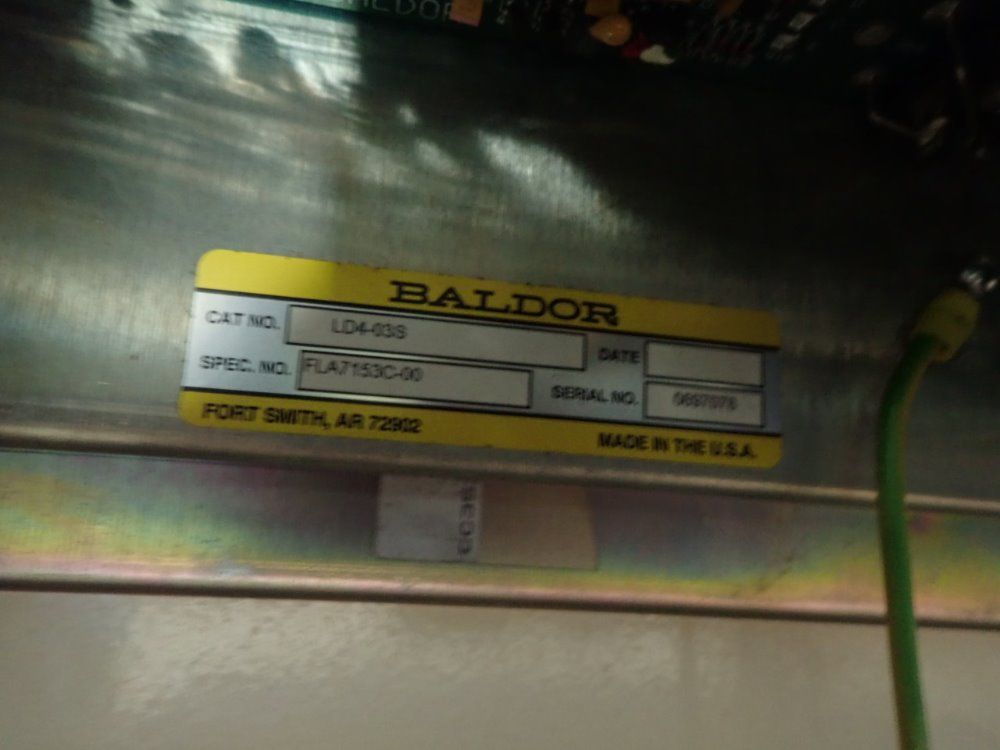 BALDOR
CAT NO. LD4-03S
DATE
SPEC. NO. FLA7153C-00
SERIAL NO.
FORT SMITH, AR 72902
MADE IN THE U.S.A.